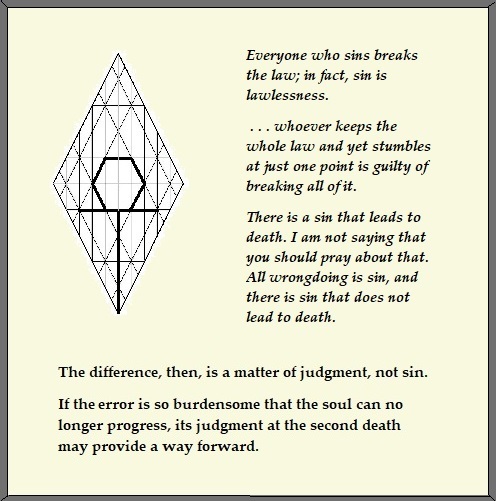 Everyone who sins breaks
the law; in fact, sin is
lawlessness.
. . . whoever keeps the
whole law and yet stumbles
at just one point is guilty of
breaking all of it.
There is a sin that leads to
death. I am not saying that
you should pray about that.
All wrongdoing is sin, and
there is sin that does not
lead to death.
The difference, then, is a matter of judgment, not sin.
If the error is so burdensome that the soul can no
longer progress, its judgment at the second death
may provide a way forward.